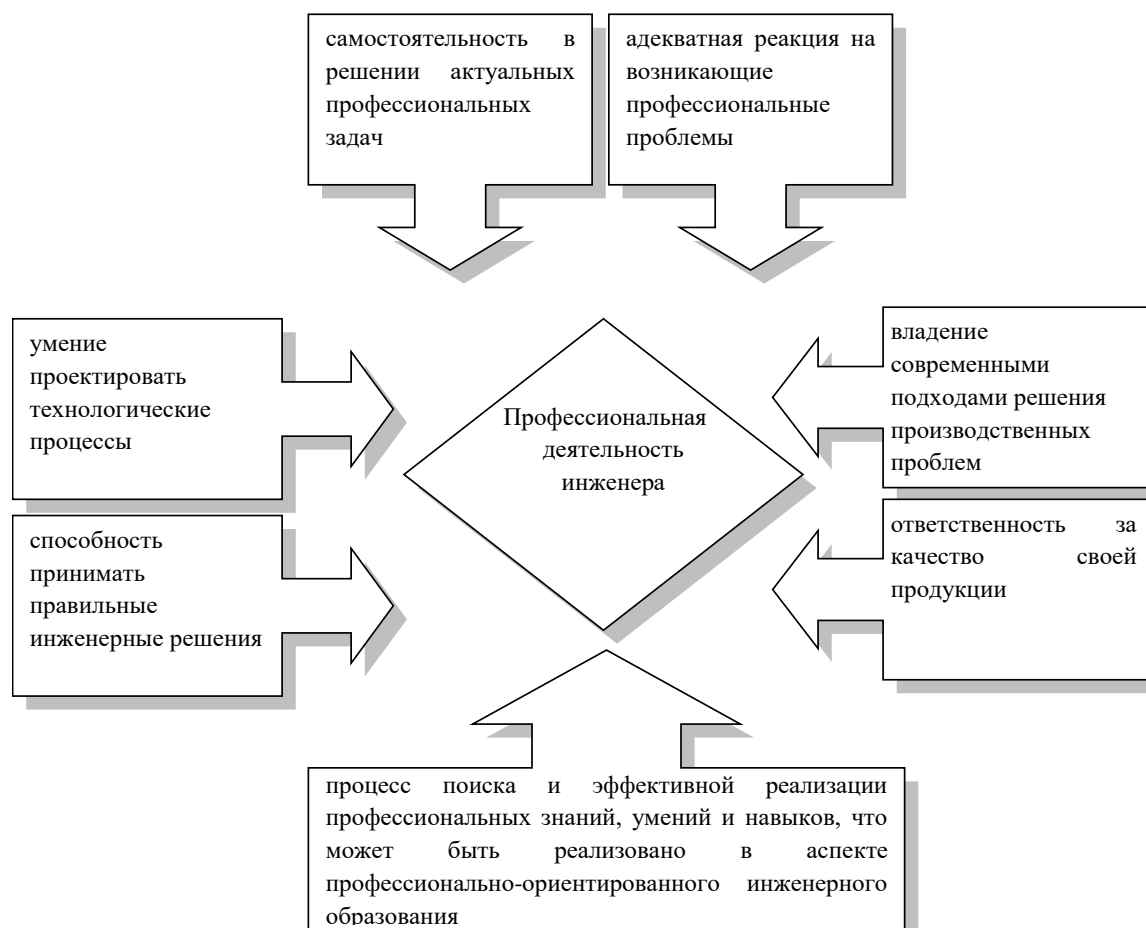 самостоятельность в
решении актуальных
профессиональных
задач
адекватная реакция на
возникающие
профессиональные
проблемы
умение
проектировать
технологические
процессы
Профессиональная
деятельность
инженера
владение
современными
подходами решения
производственных
проблем
способность
принимать
правильные
инженерные решения
ответственность за
качество своей
продукции
процесс поиска и эффективной реализации
профессиональных знаний, умений и навыков, что
может быть реализовано в аспекте
профессионально-ориентированного инженерного
образования